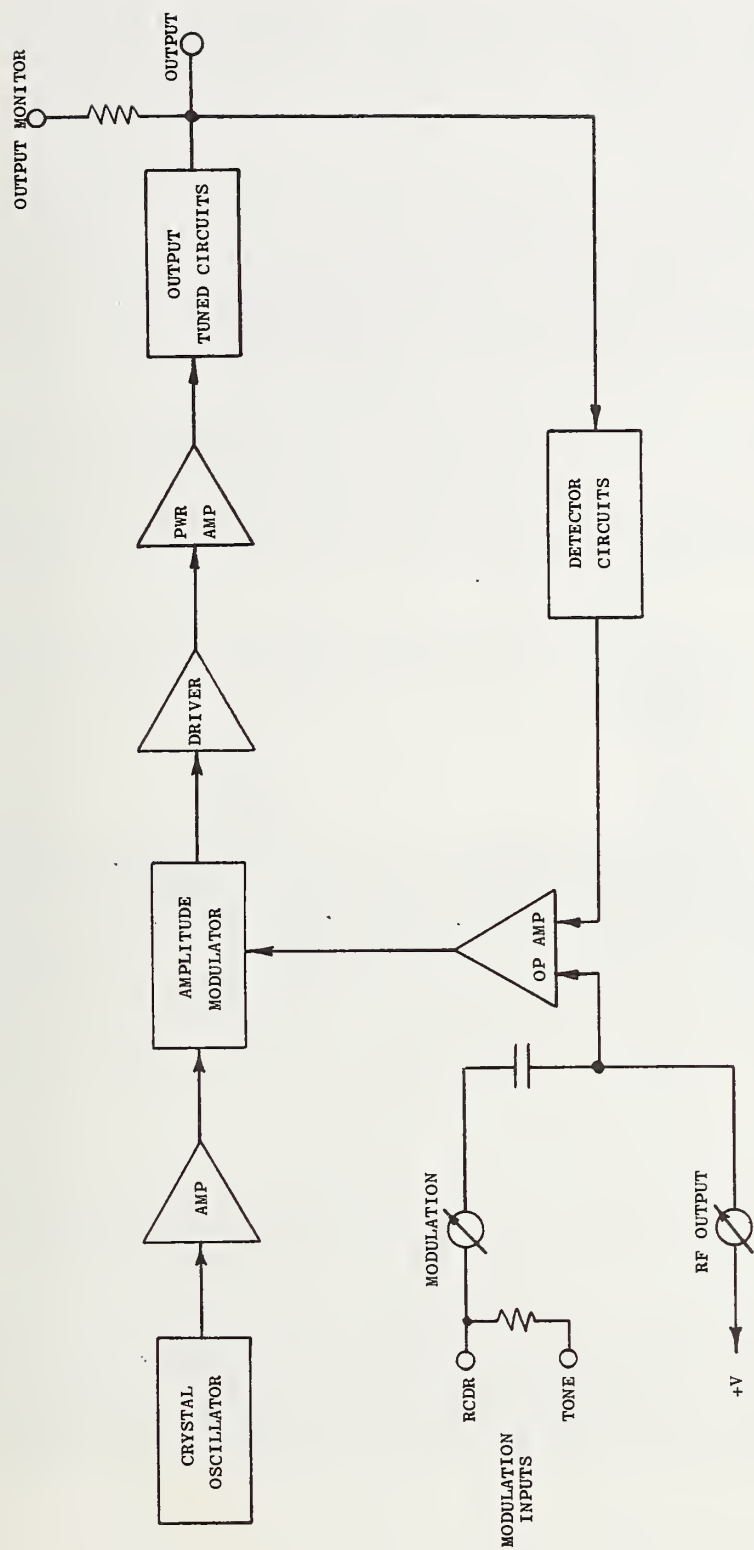 CRYSTAL
OSCILLATOR
AMP
AMPLITUDE
MODULATOR
DRIVER
PWR
AMP
OUTPUT
TUNED CIRCUITS
OUTPUT MONITOR
OUTPUT
DETECTOR
CIRCUITS
OP AMP
MODULATION
RCDR
TONE
MODULATION
INPUTS
RF OUTPUT
+V